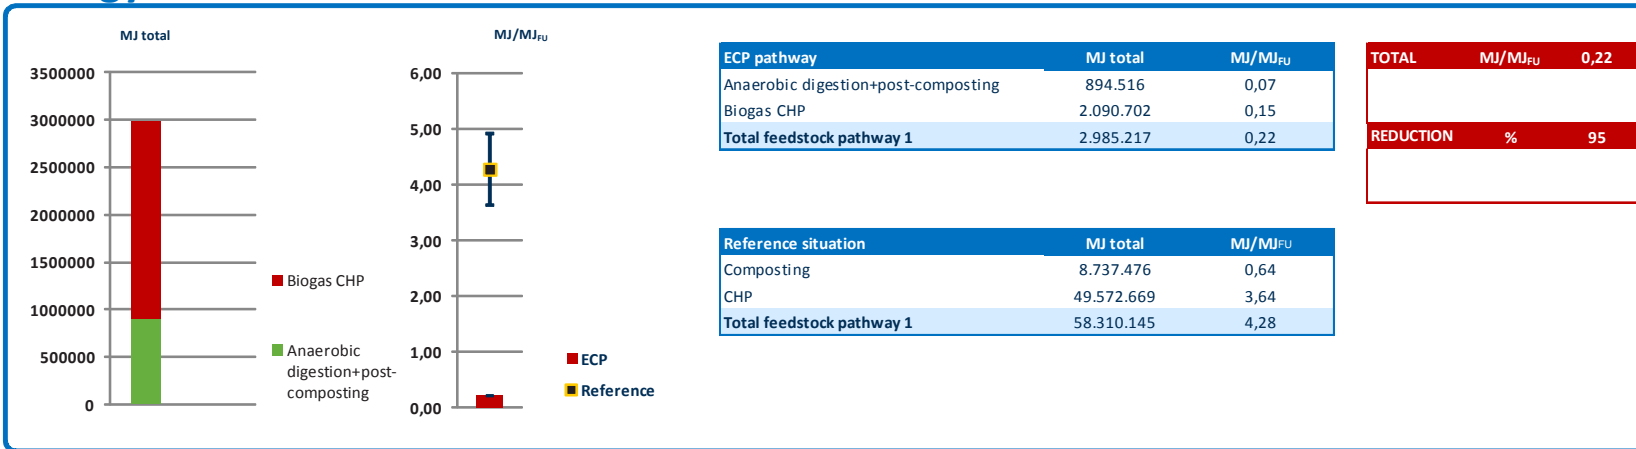 MJ total
3500000
3000000
2500000
2000000
1500000
1000000
500000
0
Biogas CHP
Anaerobic
digestion+post-
composting
MJ/MJFU
6,00
5,00
4,00
3,00
2,00
1,00
0,00
ECP
Reference
ECP pathway MJ total MJ/MJFU
Anaerobic digestion+post-composting 894.516 0,07
Biogas CHP 2.090.702 0,15
Total feedstock pathway 1 2.985.217 0,22
Reference situation MJ total MJ/MJFU
Composting 8.737.476 0,64
CHP 49.572.669 3,64
Total feedstock pathway 1 58.310.145 4,28
TOTAL MJ/MJFU 0,22
REDUCTION % 95